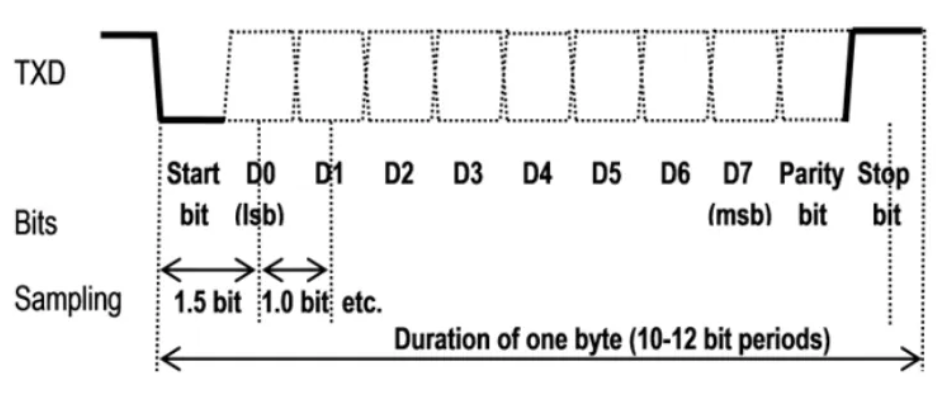 TXD
Start D0 D1 D2 D3 D4 D5 D6 D7 Parity Stop
Bits bit (lsb) (msb) bit bit
Sampling 1.5 bit 1.0 bit etc.
Duration of one byte (10-12 bit periods)